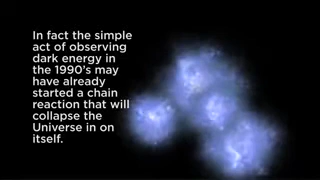 In fact the simple
act of observing
dark energy in
the 1990's may
have already
started a chain
reaction that will
collapse the
Universe in on
itself.